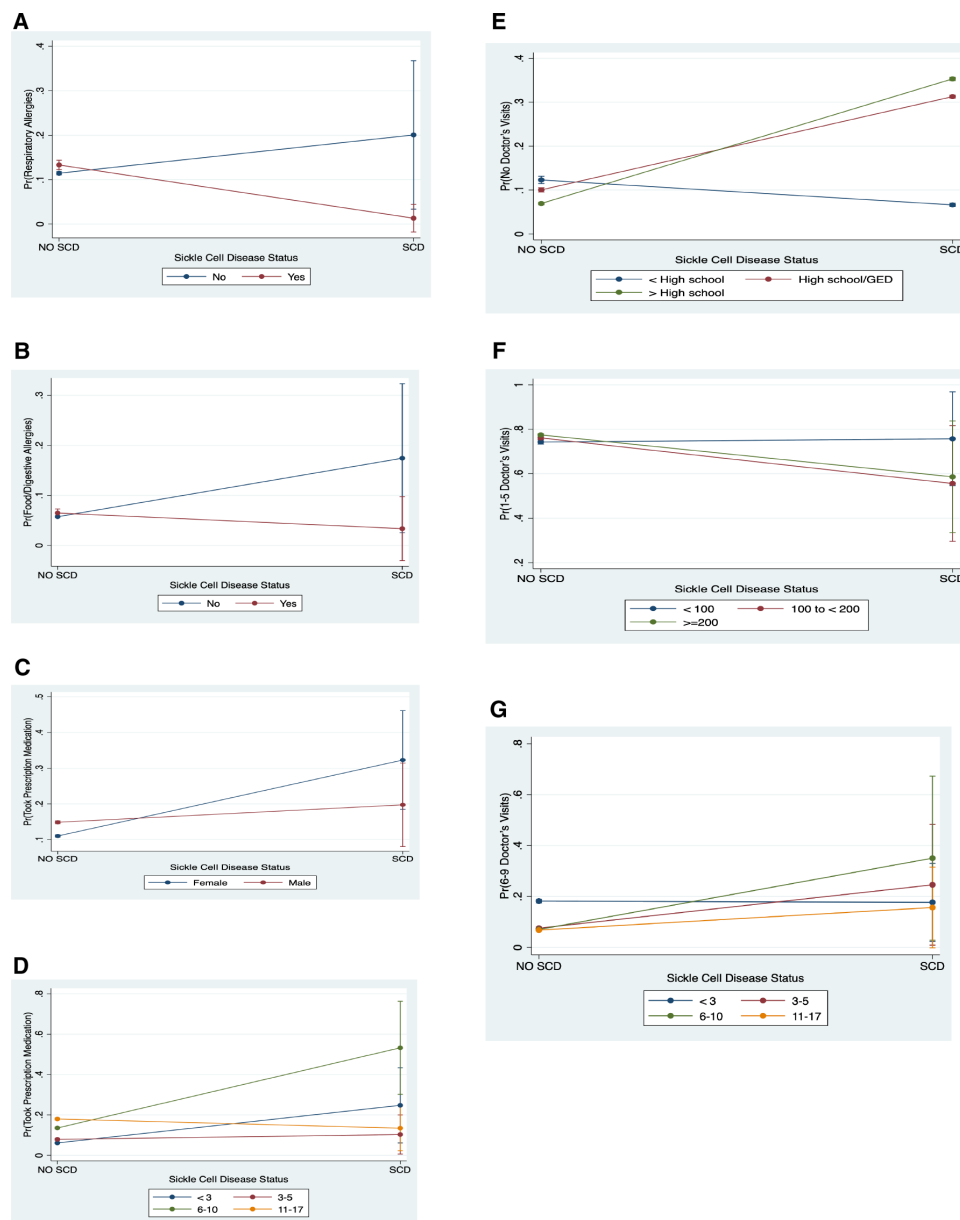 A
Pr(Respiratory Allergies)
.4
.3
.2
.1
0
NO SCD
SCD
Sickle Cell Disease Status
No
Yes
B
Pr(Food/Digestive Allergies)
.3
.2
.1
0
NO SCD
SCD
Sickle Cell Disease Status
No
Yes
C
Pr(Took Prescription Medication)
.5
.4
.3
.2
.1
NO SCD
SCD
Sickle Cell Disease Status
Female
Male
D
Pr(Took Prescription Medication)
.8
.6
.4
.2
0
NO SCD
SCD
Sickle Cell Disease Status
< 3
3-5
6-10
11-17
E
Pr(No Doctor's Visits)
.4
.3
.2
.1
0
NO SCD
SCD
Sickle Cell Disease Status
< High school
High school/GED
> High school
F
Pr(1-5 Doctor's Visits)
1
.8
.6
.4
.2
NO SCD
SCD
Sickle Cell Disease Status
< 100
100 to < 200
>=200
G
Pr(6-9 Doctor's Visits)
.8
.6
.4
.2
0
NO SCD
SCD
Sickle Cell Disease Status
< 3
3-5
6-10
11-17